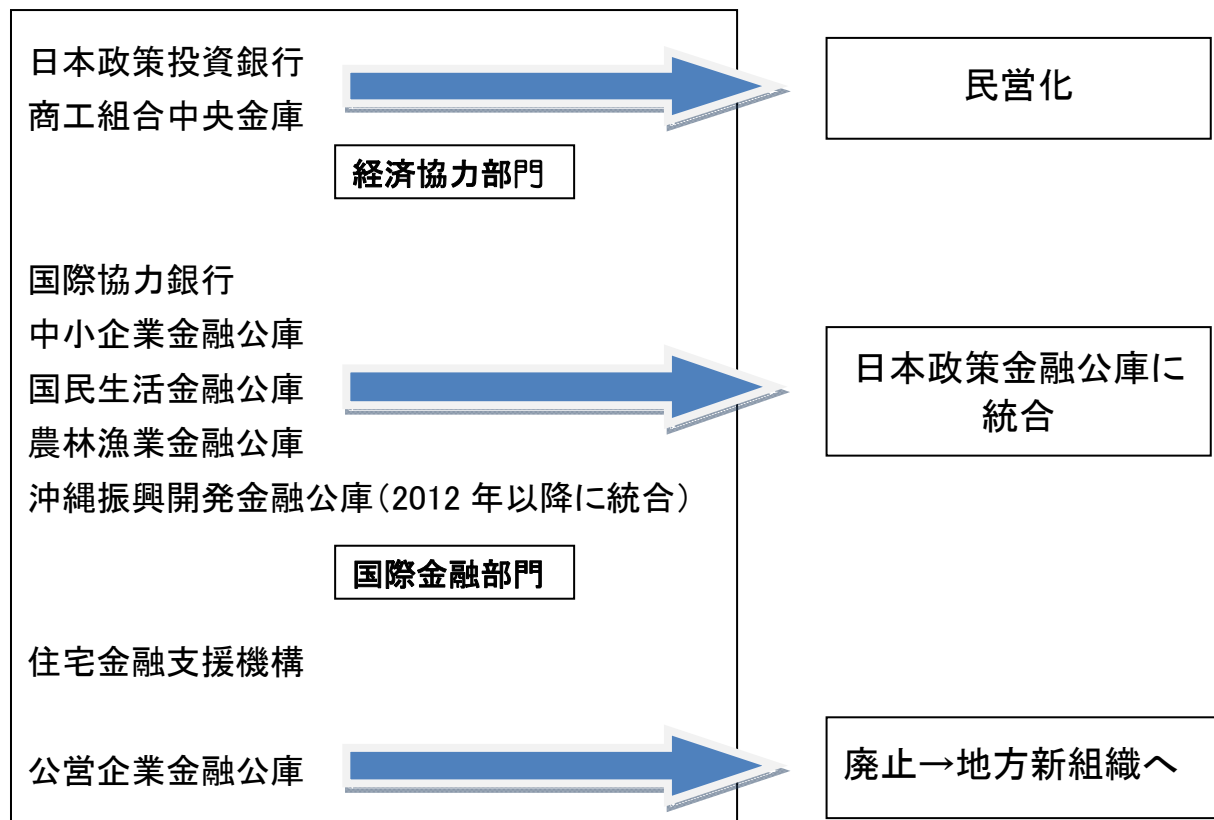 日本政策投資銀行
商工組合中央金庫
民営化
経済協力部門
国際協力銀行
中小企業金融公庫
国民生活金融公庫
農林漁業金融公庫
沖縄振興開発金融公庫(2012 年以降に統合)
日本政策金融公庫に
統合
国際金融部門
住宅金融支援機構
公営企業金融公庫
廃止→地方新組織へ